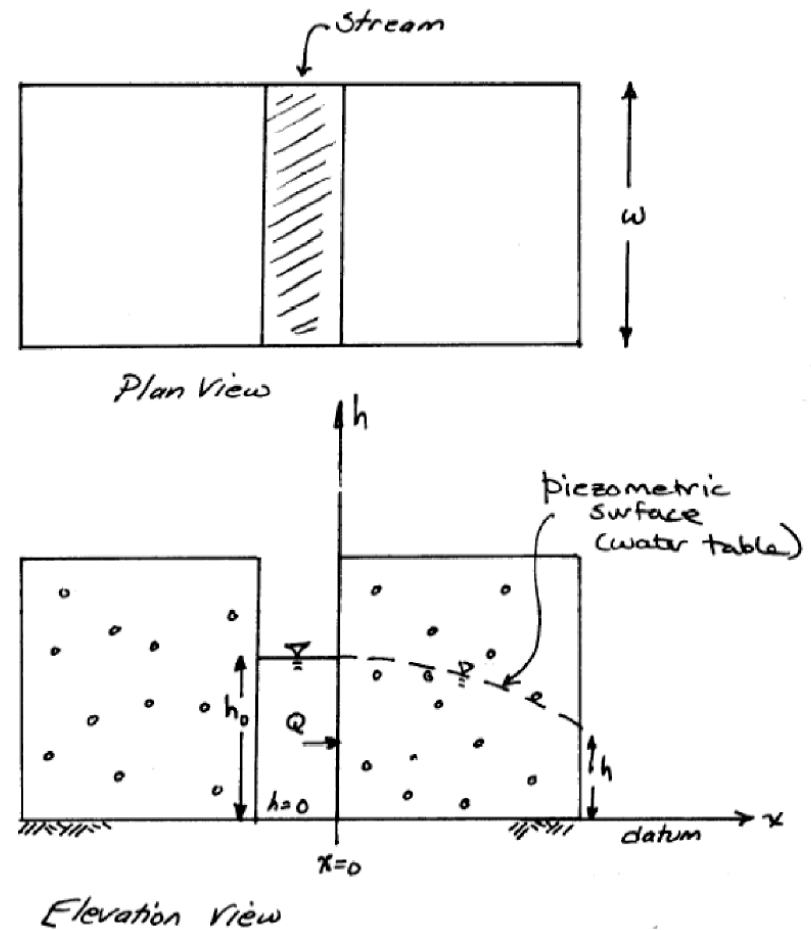 Stream
w
Plan View
h
piezometric
surface
(water table)
h₀
Q
h
h=0
datum
x
x=0
Elevation View